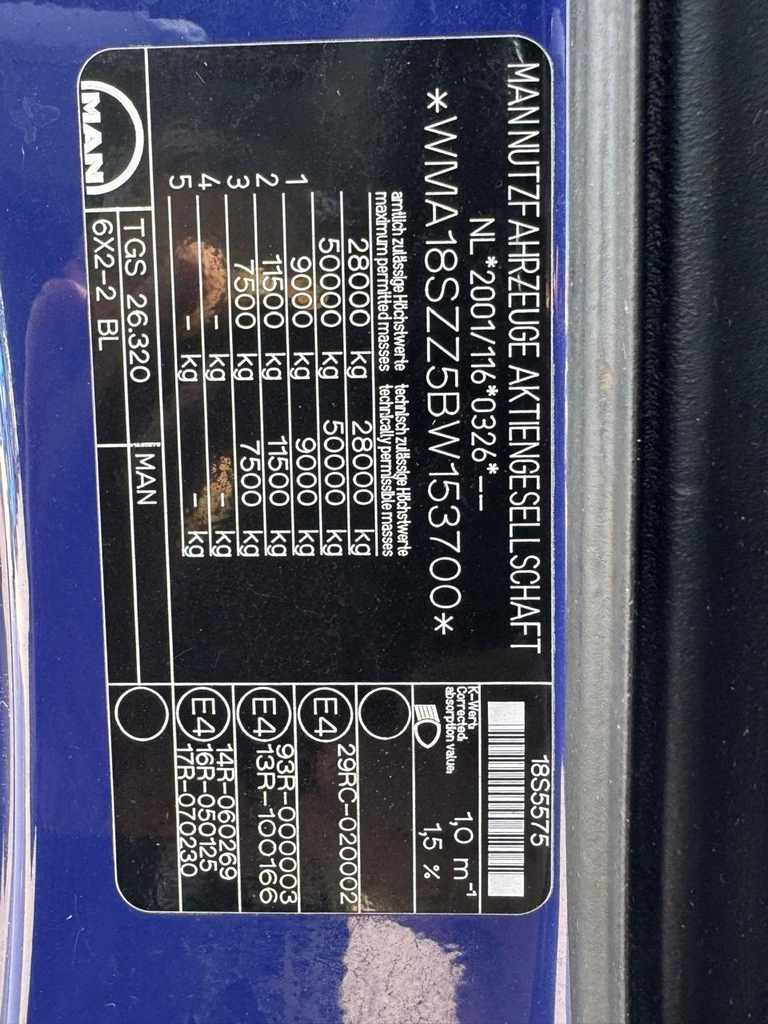 MAN NUTZFAHRZEUGE AKTIENGESELLSCHAFT
NL*2001/116*0326*--
*WMA18SZZ5BW153700*
amtlich zulässige Höchstwerte technisch zulässige Höchstwerte
maximum permitted masses technically permissible masses
28000 kg 28000 kg
50000 kg 50000 kg
1 9000 kg 9000 kg
2 11500 kg 11500 kg
3 7500 kg 7500 kg
4 - kg - kg
5 - kg - kg
MAN
TGS 26.320 MAN
6X2-2 BL
18S5575
K-Wert:
Corrected absorption value:
1,0 m-1
1,5 %
E4 29RC-020002
E4 93R-000003
13R-100166
E4 14R-060269
16R-050125
17R-070230